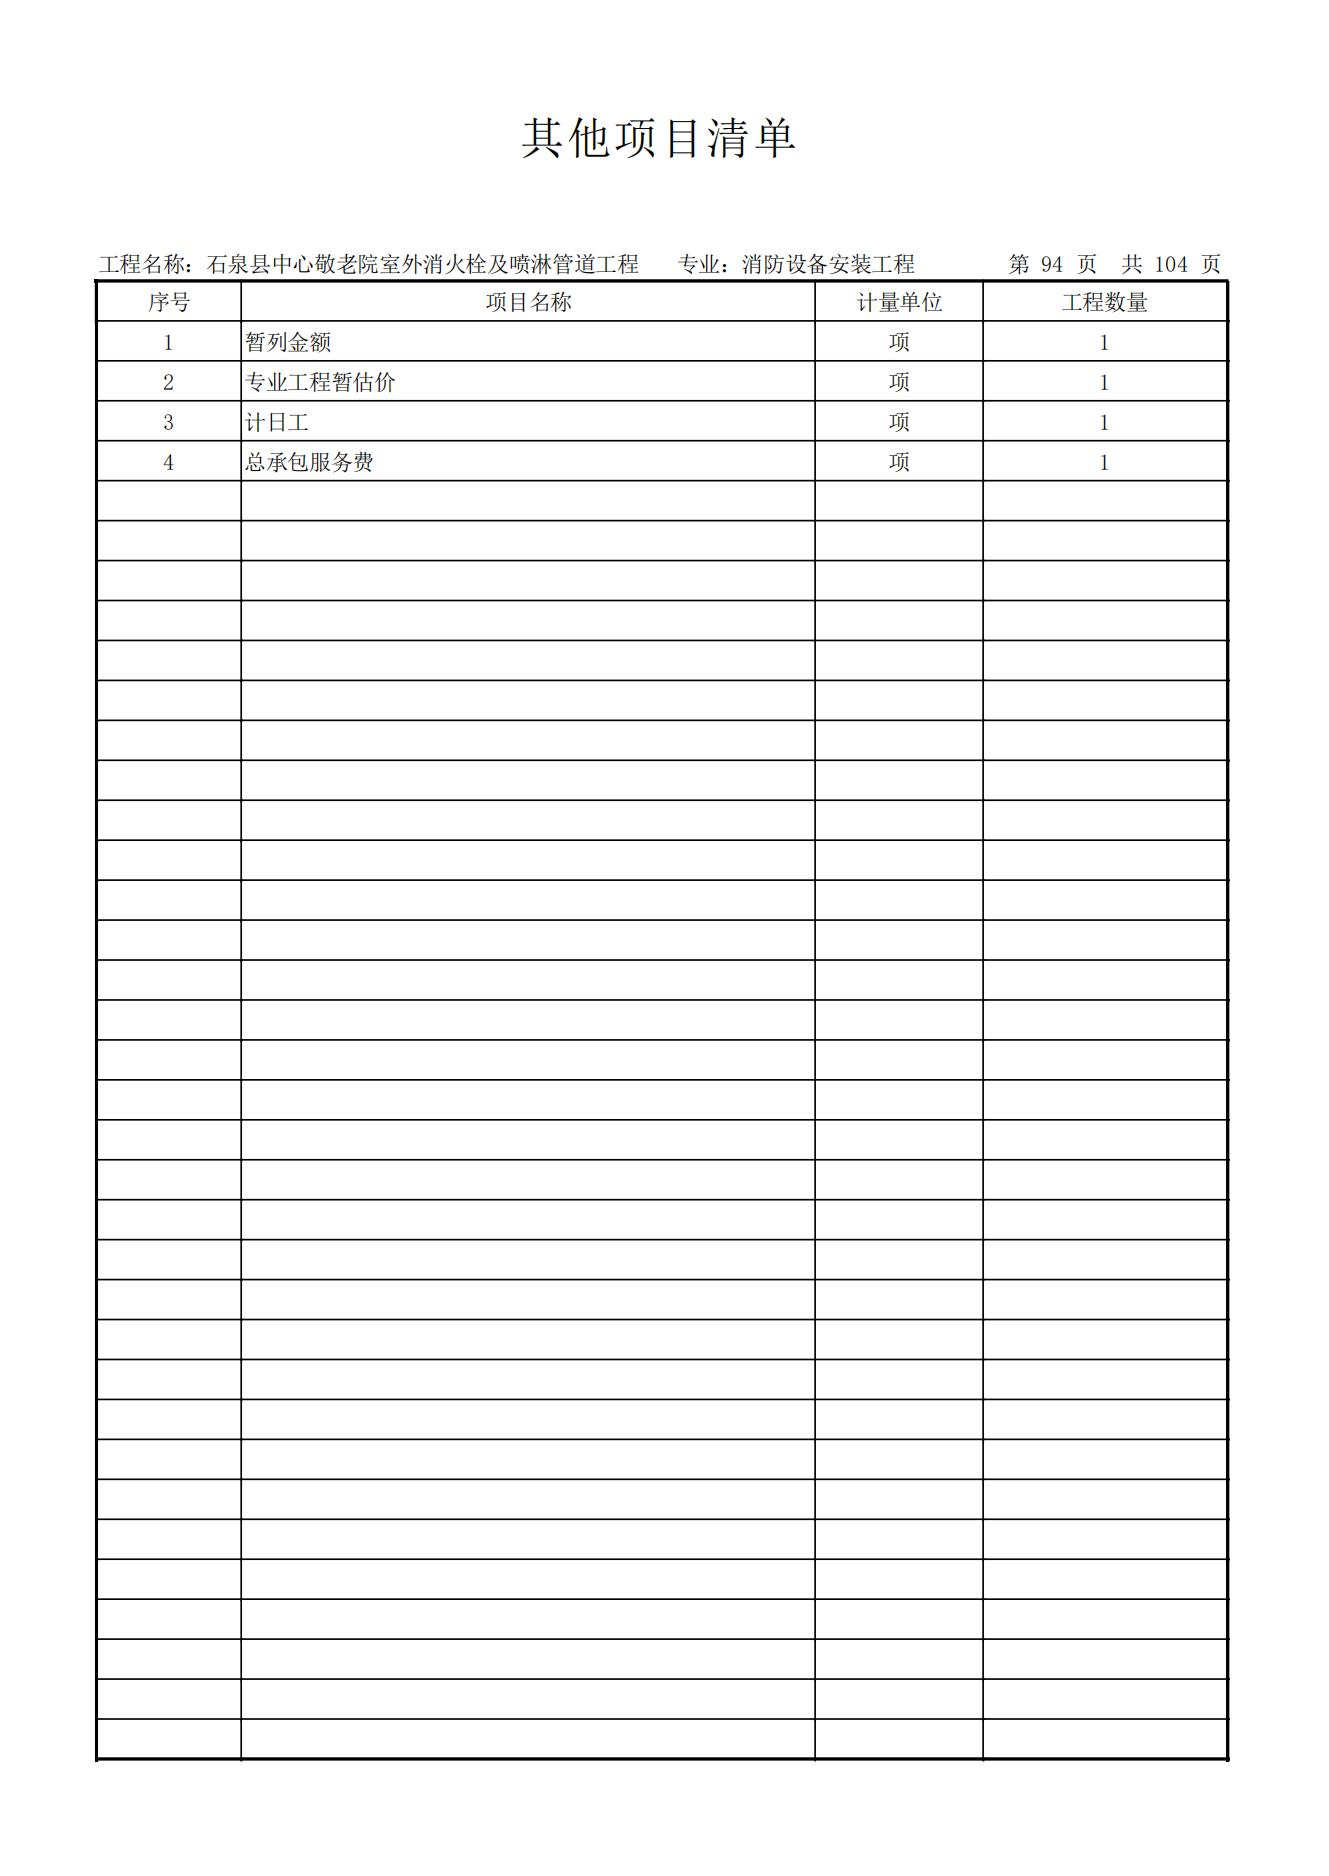 其他项目清单
工程名称：石泉县中心敬老院室外消火栓及喷淋管道工程 专业：消防设备安装工程 第 94 页 共 104 页
序号 项目名称 计量单位 工程数量
1 暂列金额 项 1
2 专业工程暂估价 项 1
3 计日工 项 1
4 总承包服务费 项 1